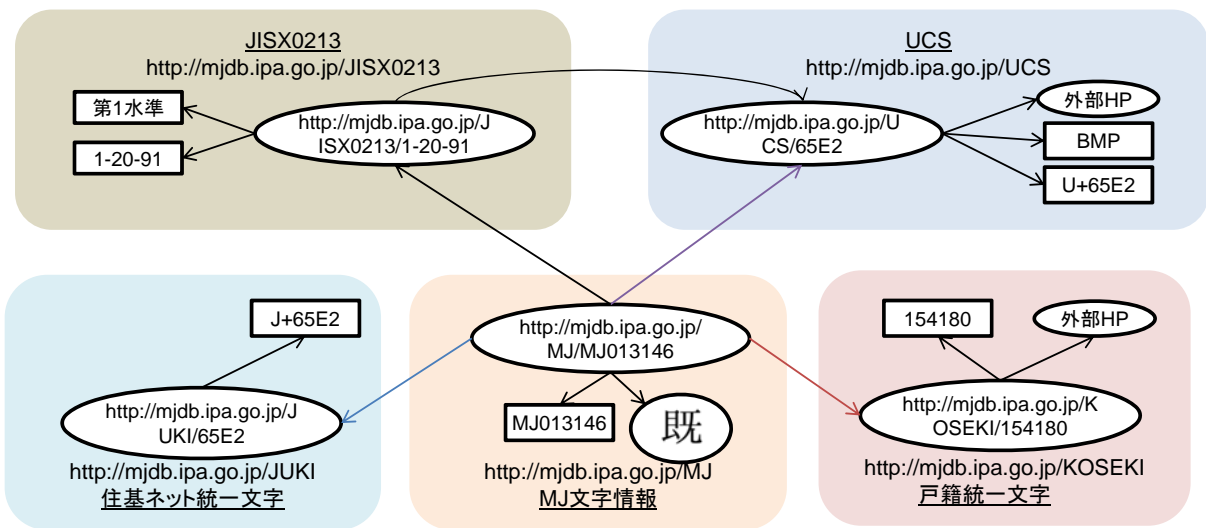 JISX0213
http://mjdb.ipa.go.jp/JISX0213
第1水準
1-20-91
http://mjdb.ipa.go.jp/J
ISX0213/1-20-91
UCS
http://mjdb.ipa.go.jp/UCS
http://mjdb.ipa.go.jp/U
CS/65E2
外部HP
BMP
U+65E2
J+65E2
http://mjdb.ipa.go.jp/J
UKI/65E2
http://mjdb.ipa.go.jp/JUKI
住基ネット統一文字
http://mjdb.ipa.go.jp/
MJ/MJ013146
MJ013146
既
http://mjdb.ipa.go.jp/MJ
MJ文字情報
154180
外部HP
http://mjdb.ipa.go.jp/K
OSEKI/154180
http://mjdb.ipa.go.jp/KOSEKI
戸籍統一文字